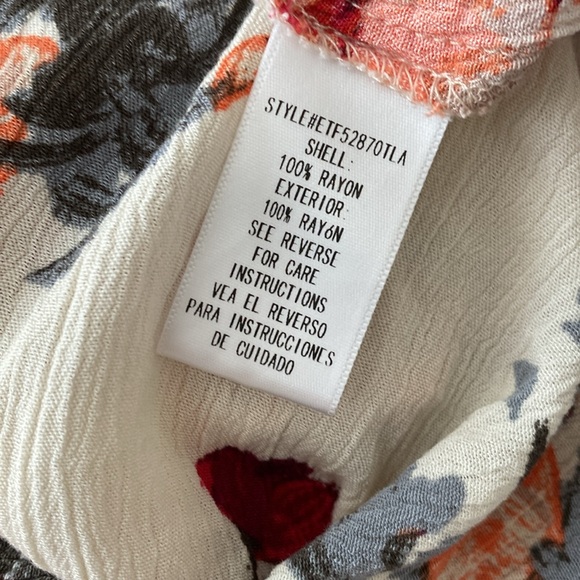 STYLE#ETF52870TLA
SHELL:
100% RAYON
EXTERIOR:
100% RAY6N
SEE REVERSE
FOR CARE
INSTRUCTIONS
VEA EL REVERSO
PARA INSTRUCCIONES
DE CUIDADO